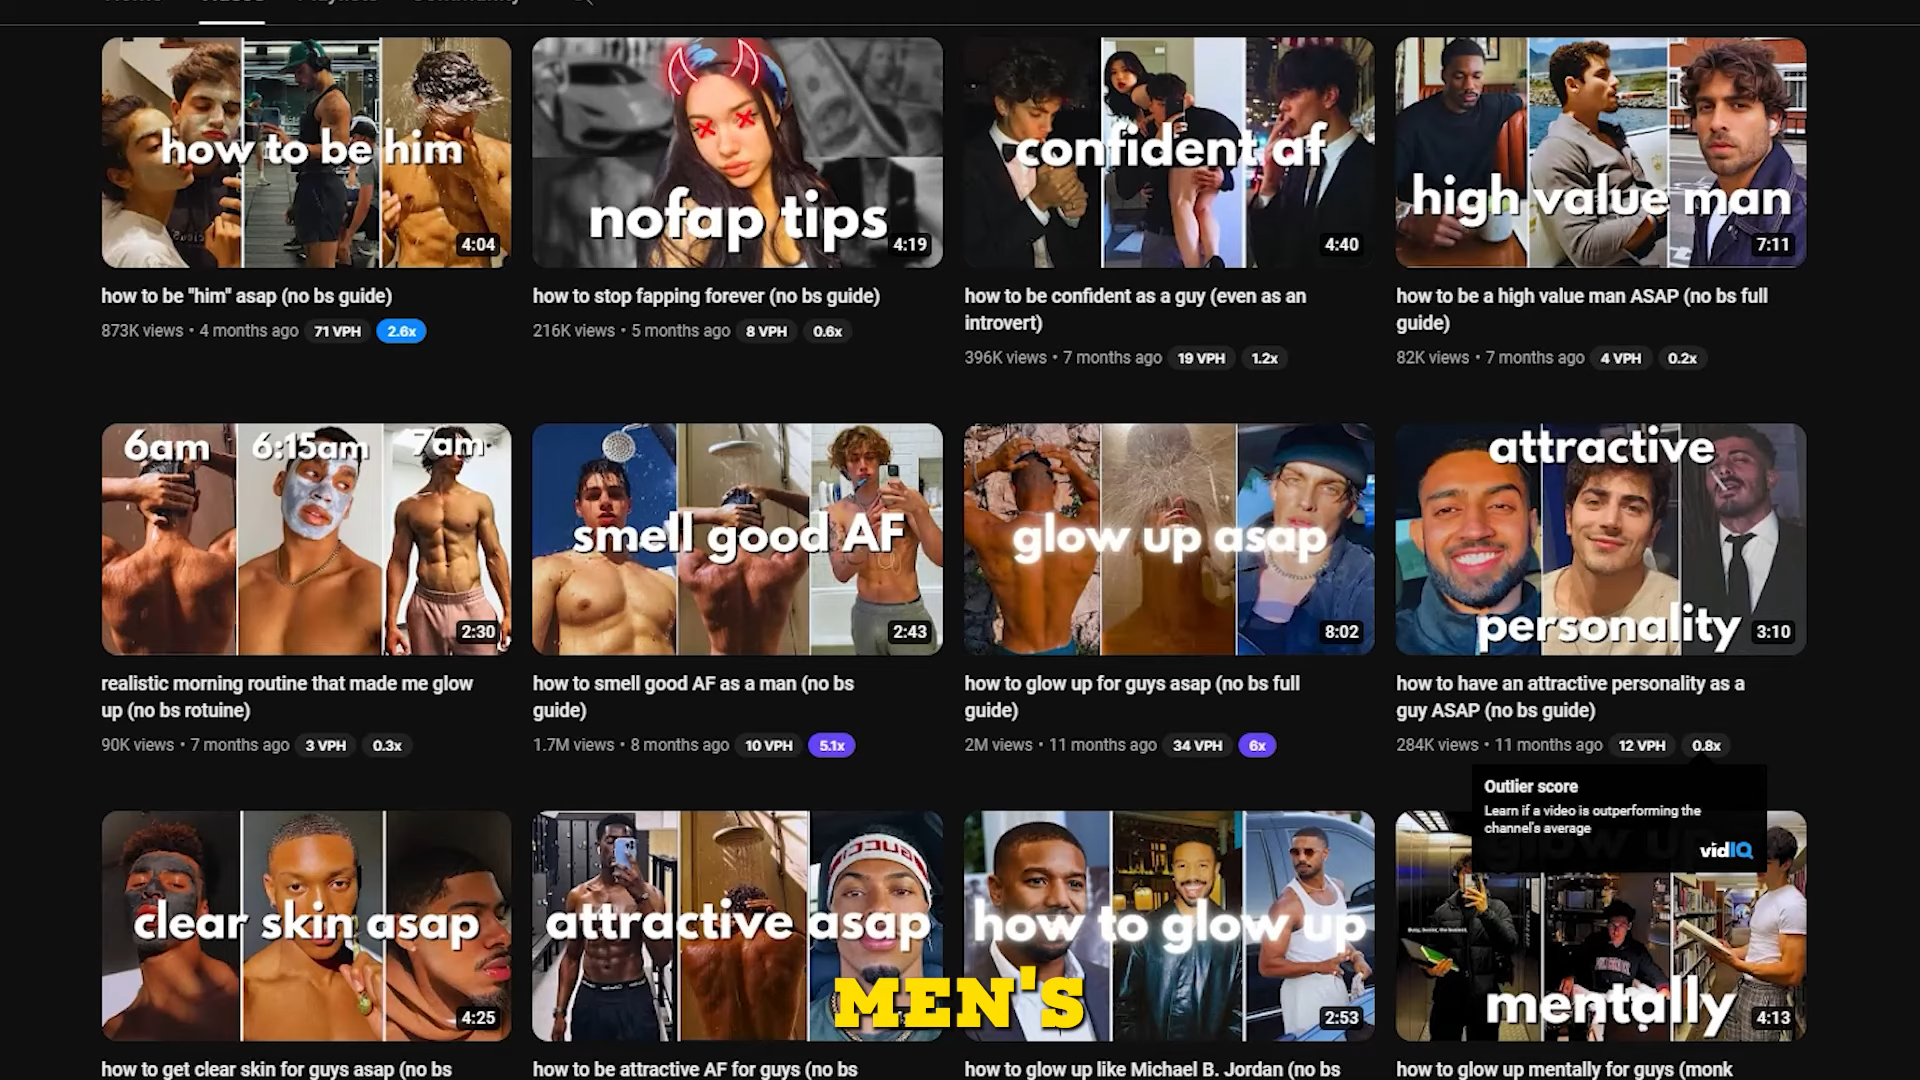 Videos
how to be him
4:04
nofap tips
4:19
confident af
4:40
high value man
7:11
how to be "him" asap (no bs guide)
873K views • 4 months ago 71 VPH 2.6x
how to stop fapping forever (no bs guide)
216K views • 5 months ago 8 VPH 0.6x
how to be confident as a guy (even as an
introvert)
396K views • 7 months ago 19 VPH 1.2x
how to be a high value man ASAP (no bs full
guide)
82K views • 7 months ago 4 VPH 0.2x
6am 6:15am 7am
2:30
smell good AF
2:43
glow up asap
8:02
attractive
personality
3:10
realistic morning routine that made me glow
up (no bs rotuine)
90K views • 7 months ago 3 VPH 0.3x
how to smell good AF as a man (no bs
guide)
1.7M views • 8 months ago 10 VPH 5.1x
how to glow up for guys asap (no bs full
guide)
2M views • 11 months ago 34 VPH 6x
how to have an attractive personality as a
guy ASAP (no bs guide)
284K views • 11 months ago 12 VPH 0.8x
Outlier score
Learn if a video is outperforming the
channel's average
vidIQ
clear skin asap
4:25
attractive asap
GUCCI
how to glow up
2:53
glow up
mentally
4:13
MEN'S
how to get clear skin for guys asap (no bs
how to be attractive AF for guys (no bs
how to glow up like Michael B. Jordan (no bs
how to glow up mentally for guys (monk